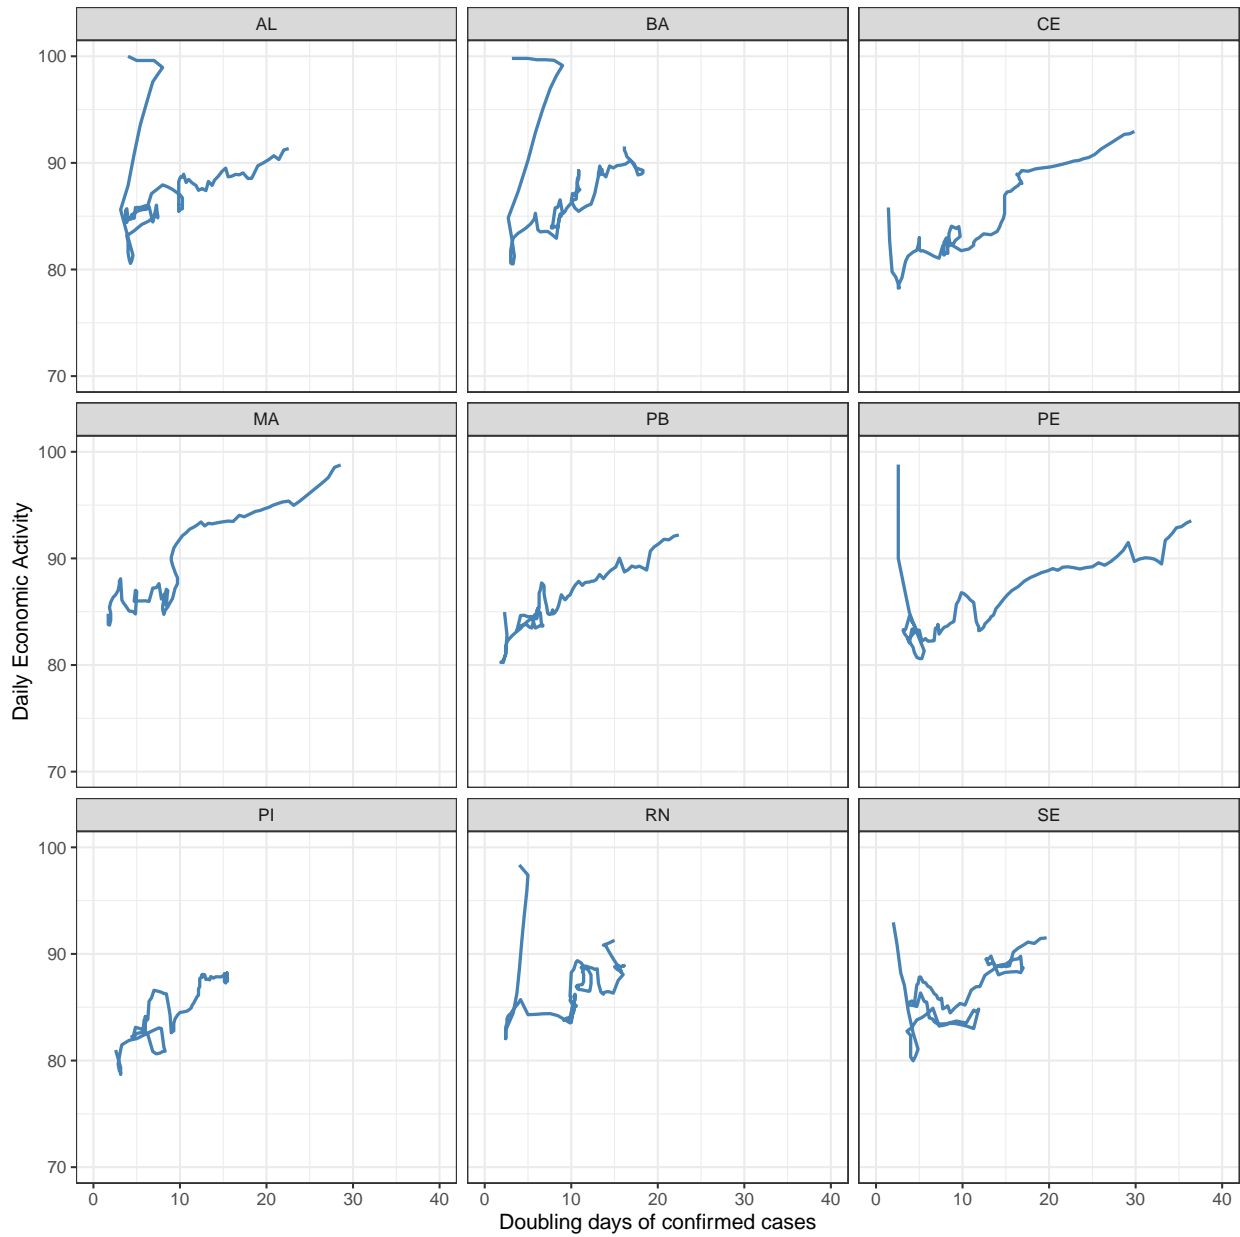 AL BA CE
100
90
80
70
MA PB PE
100
90
80
70
Daily Economic Activity
PI RN SE
100
90
80
70
0 10 20 30 40 0 10 20 30 40 0 10 20 30 40
Doubling days of confirmed cases